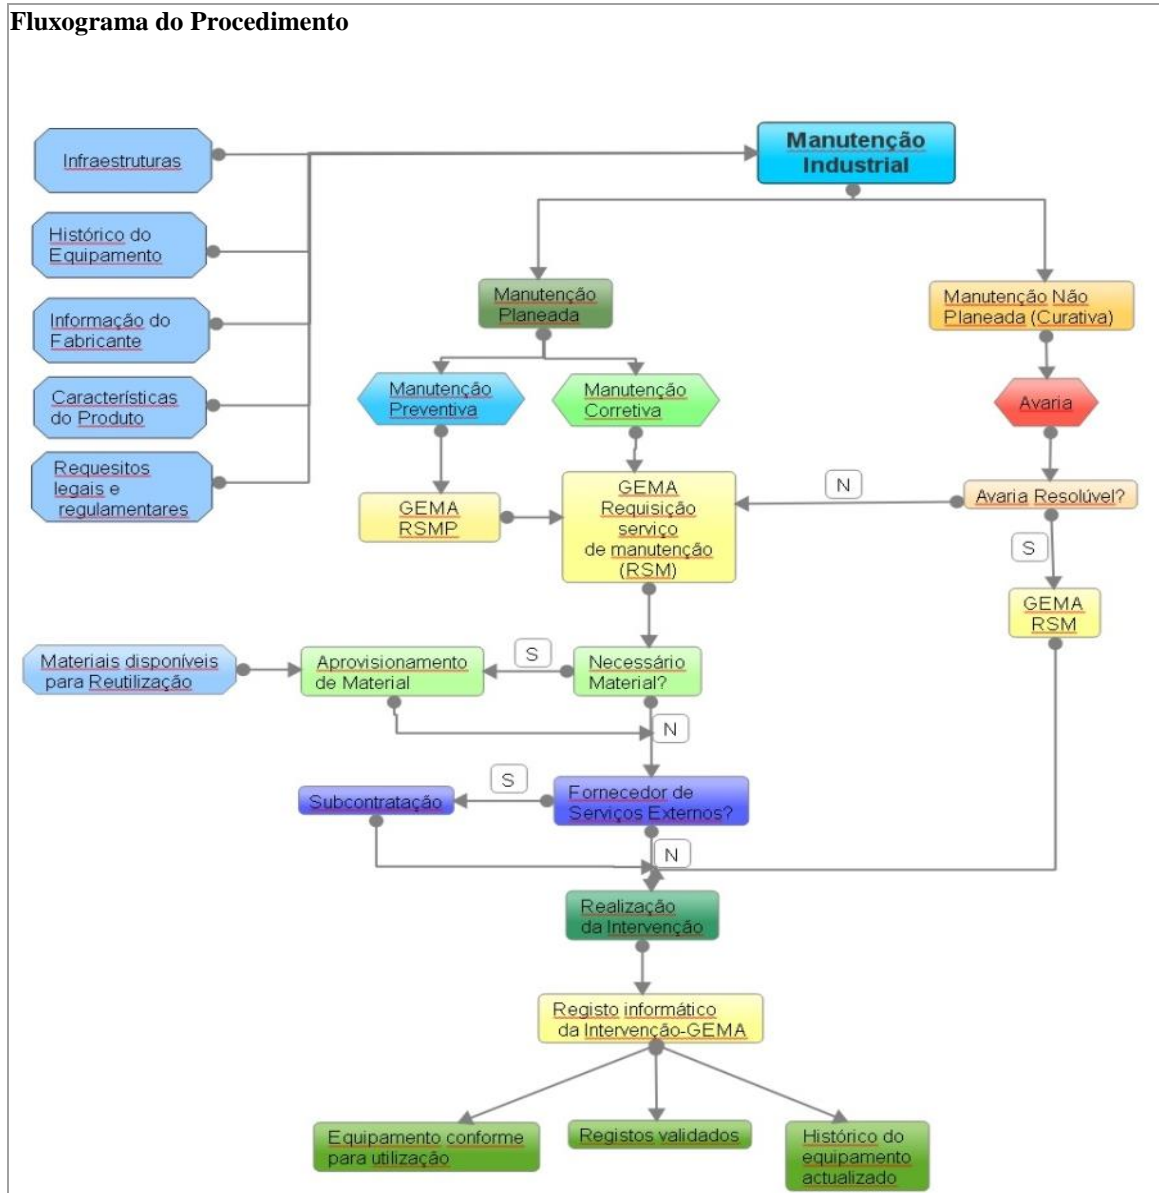 Fluxograma do Procedimento
Manutenção
Industrial
Infraestruturas
Histórico do
Equipamento
Informação do
Fabricante
Características
do Produto
Requesitos
legais e
regulamentares
Manutenção
Planeada
Manutenção Não
Planeada (Curativa)
Manutenção
Preventiva
Manutenção
Corretiva
Avaria
GEMA
RSMP
GEMA
Requisição
serviço
de manutenção
(RSM)
N
Avaria Resolúvel?
S
GEMA
RSM
Materiais disponíveis
para Reutilização
Aprovisionamento
de Material
S
Necessário
Material?
N
Subcontratação
S
Fornecedor de
Serviços Externos?
N
Realização
da Intervenção
Registo informático
da Intervenção-GEMA
Equipamento conforme
para utilização
Registos validados
Histórico do
equipamento
actualizado